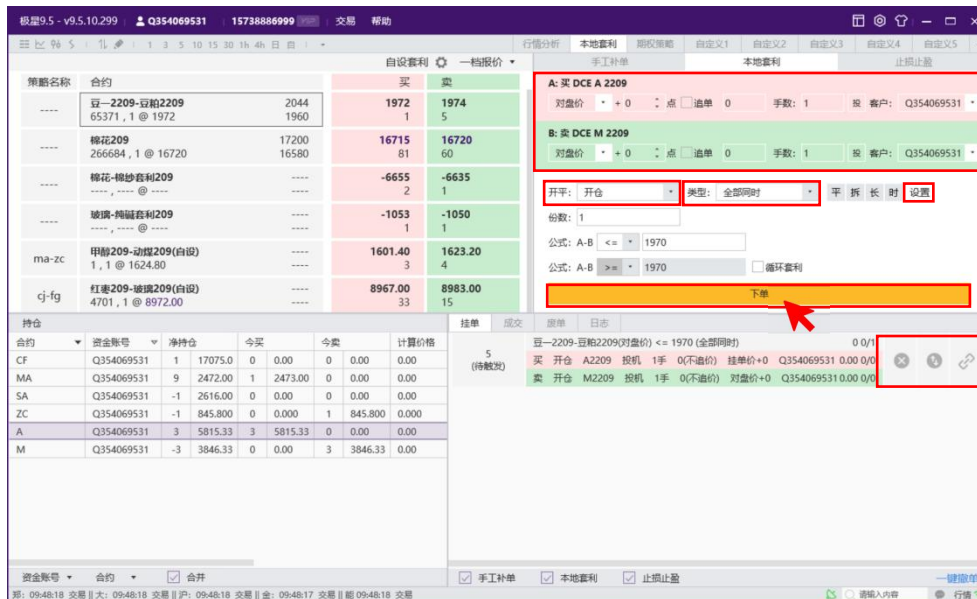 极星9.5 - v9.5.10.299 Q354069531 15738886999 VSP 交易 帮助
1 3 5 10 15 30 1h 4h 日
行情分析 本地套利 期权策略 自定义1 自定义2 自定义3 自定义4 自定义5
自设套利 一档报价
手工补单 本地套利 止损止盈
策略名称 合约 买 卖
---- 豆一2209-豆粕2209 2044 1972 1974
65371 , 1 @ 1972 1960 1 5
---- 棉花209 17200 16715 16720
266684 , 1 @ 16720 16580 81 60
---- 棉花-棉纱套利209 ---- -6655 -6635
---- , ---- @ ---- ---- 2 1
---- 玻璃-纯碱套利209 ---- -1053 -1050
---- , ---- @ ---- ---- 1 1
ma-zc 甲醇209-动煤209(自设) ---- 1601.40 1623.20
1 , 1 @ 1624.80 ---- 3 4
cj-fg 红枣209-玻璃209(自设) ---- 8967.00 8983.00
4701 , 1 @ 8972.00 ---- 33 15
A: 买 DCE A 2209
对盘价 + 0 点 追单 0 手数: 1 投 客户: Q354069531
B: 卖 DCE M 2209
对盘价 + 0 点 追单 0 手数: 1 投 客户: Q354069531
开平: 开仓 类型: 全部同时 平 拆 长 时 设置
份数: 1
公式: A-B <= 1970
公式: A-B >= 1970 循环套利
下单
持仓
合约 资金账号 净持仓 今买 今卖 计算价格
CF Q354069531 1 17075.0 0 0.00 0 0.00 0.00
MA Q354069531 9 2472.00 1 2473.00 0 0.00 0.00
SA Q354069531 -1 2616.00 0 0.00 0 0.00 0.00
ZC Q354069531 -1 845.800 0 0.000 1 845.800 0.000
A Q354069531 3 5815.33 3 5815.33 0 0.00 0.00
M Q354069531 -3 3846.33 0 0.00 3 3846.33 0.00
挂单 成交 废单 日志
5
(待触发)
豆一2209-豆粕2209(对盘价) <= 1970 (全部同时) 0 0/1
买 开仓 A2209 投机 1手 0(不追价) 挂单价+0 Q354069531 0.00 0/0
卖 开仓 M2209 投机 1手 0(不追价) 对盘价+0 Q354069531 0.00 0/0
资金账号 合约 合并
手工补单 本地套利 止损止盈 一键撤单
郑: 09:48:18 交易 || 大: 09:48:18 交易 || 沪: 09:48:18 交易 || 金: 09:48:17 交易 || 能 09:48:18 交易
请输入内容 行情